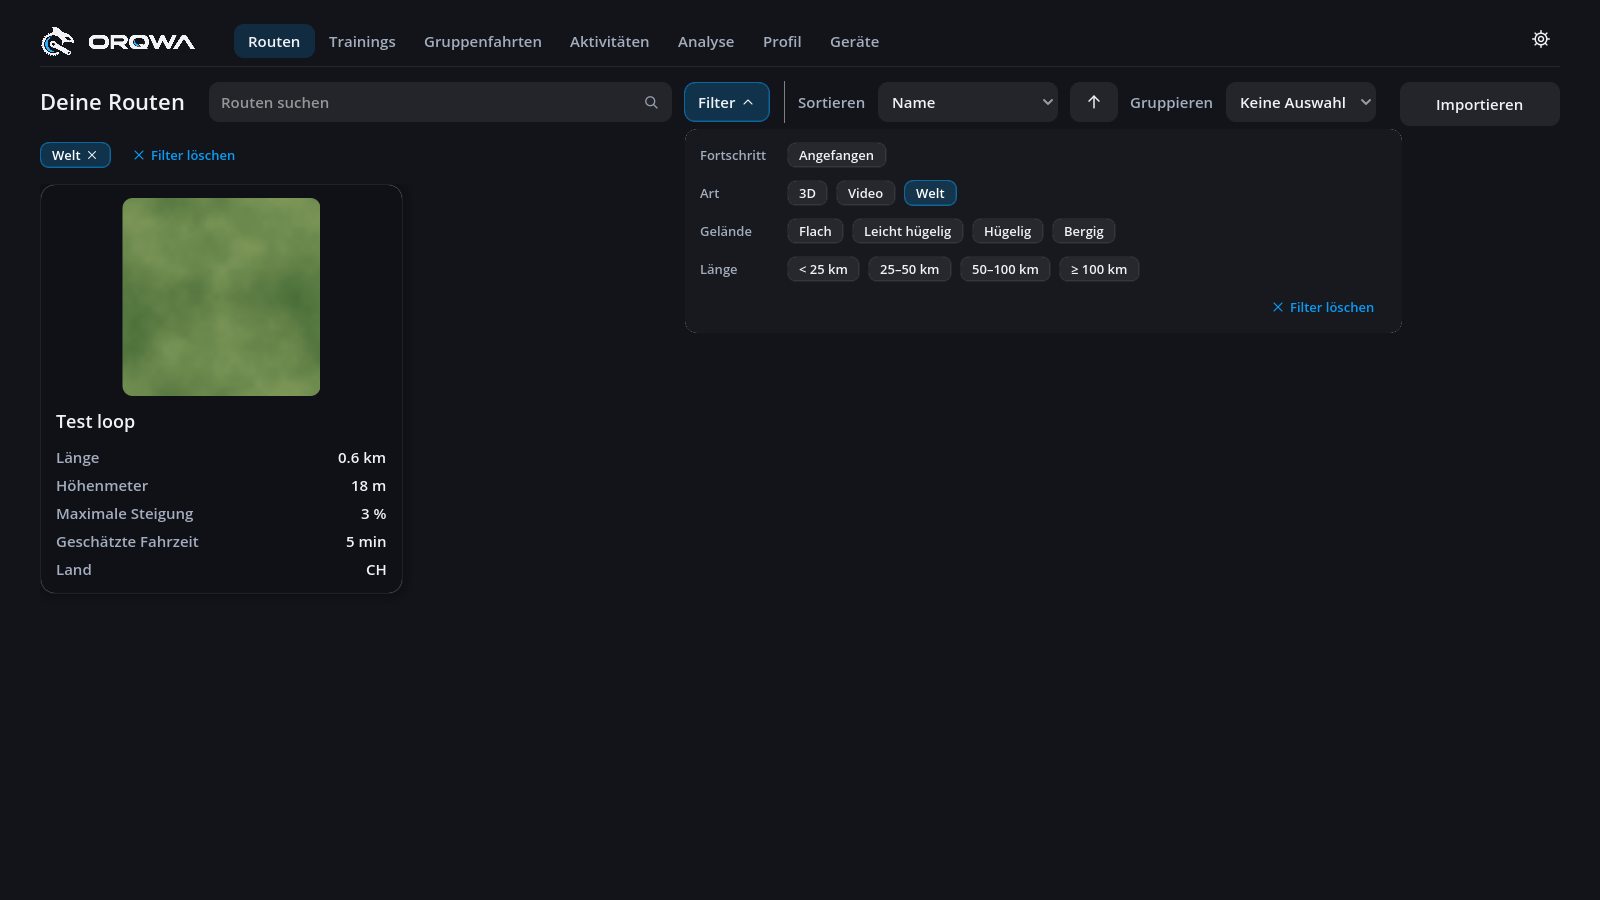 ORQWA Routen Trainings Gruppenfahrten Aktivitäten Analyse Profil Geräte
Deine Routen Routen suchen Filter Sortieren Name Gruppieren Keine Auswahl Importieren
Welt Filter löschen
Fortschritt Angefangen
Art 3D Video Welt
Gelände Flach Leicht hügelig Hügelig Bergig
Länge < 25 km 25–50 km 50–100 km ≥ 100 km
Filter löschen
Test loop
Länge 0.6 km
Höhenmeter 18 m
Maximale Steigung 3 %
Geschätzte Fahrzeit 5 min
Land CH